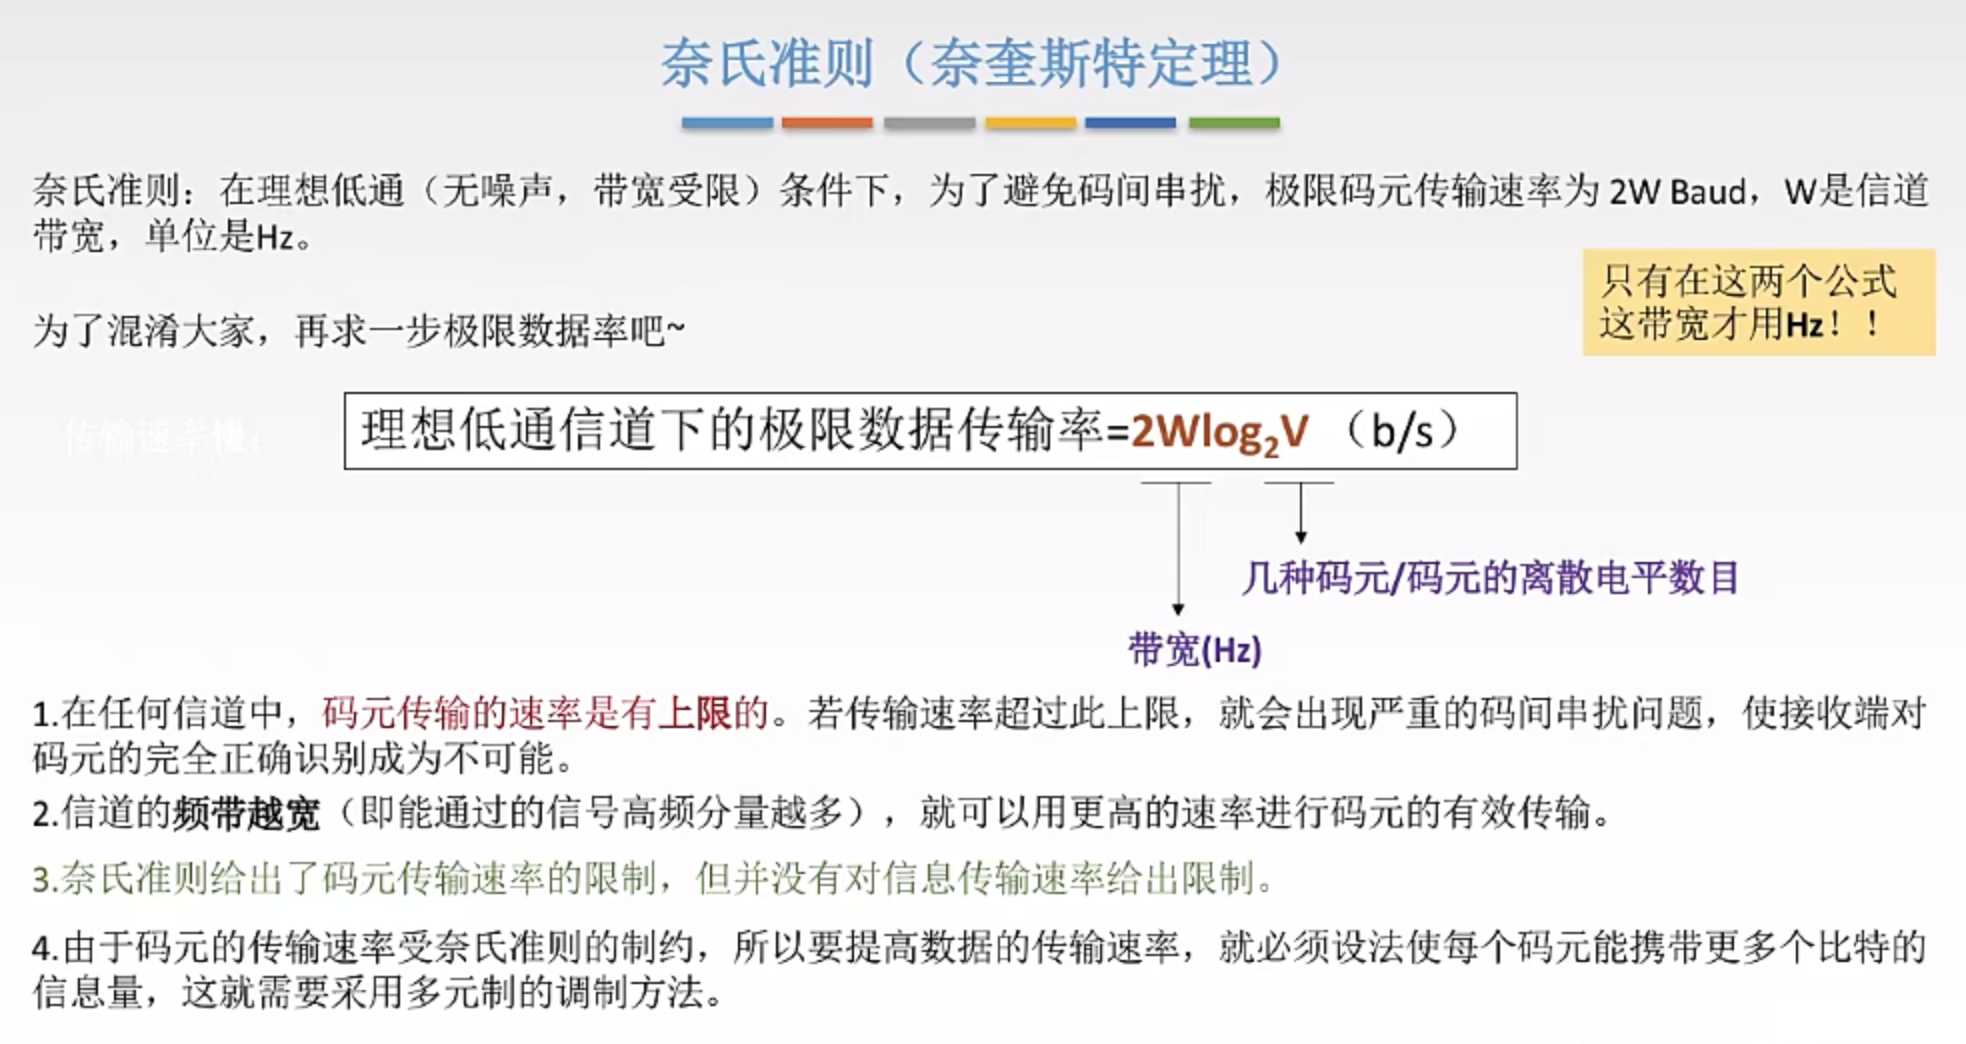 奈氏准则（奈奎斯特定理）
奈氏准则：在理想低通（无噪声，带宽受限）条件下，为了避免码间串扰，极限码元传输速率为 2W Baud，W是信道
带宽，单位是Hz。
只有在这两个公式
这带宽才用Hz！！
为了混淆大家，再求一步极限数据率吧~
传输速率慢：
理想低通信道下的极限数据传输率=2Wlog₂V （b/s）
几种码元/码元的离散电平数目
带宽(Hz)
1.在任何信道中，码元传输的速率是有上限的。若传输速率超过此上限，就会出现严重的码间串扰问题，使接收端对
码元的完全正确识别成为不可能。
2.信道的频带越宽（即能通过的信号高频分量越多），就可以用更高的速率进行码元的有效传输。
3.奈氏准则给出了码元传输速率的限制，但并没有对信息传输速率给出限制。
4.由于码元的传输速率受奈氏准则的制约，所以要提高数据的传输速率，就必须设法使每个码元能携带更多个比特的
信息量，这就需要采用多元制的调制方法。